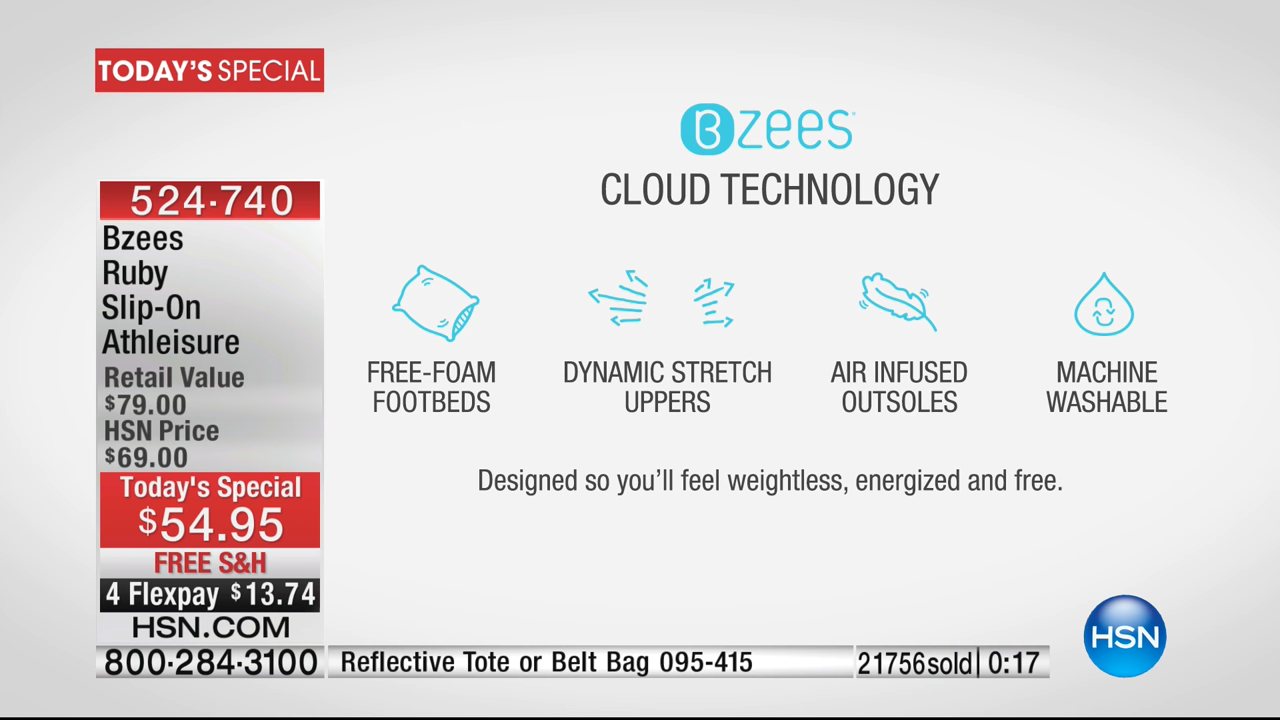 TODAY'S SPECIAL
524·740
Bzees
Ruby
Slip-On
Athleisure
Retail Value
$79.00
HSN Price
$69.00
Today's Special
$54.95
FREE S&H
4 Flexpay $13.74
HSN.COM
800·284·3100
Bzees
CLOUD TECHNOLOGY
FREE-FOAM
FOOTBEDS
DYNAMIC STRETCH
UPPERS
AIR INFUSED
OUTSOLES
MACHINE
WASHABLE
Designed so you'll feel weightless, energized and free.
Reflective Tote or Belt Bag 095-415
21756sold| 0:17
HSN